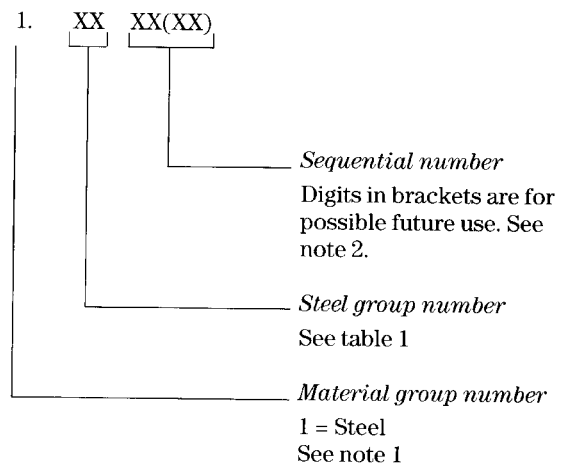 1. XX XX(XX)
Sequential number
Digits in brackets are for
possible future use. See
note 2.
Steel group number
See table 1
Material group number
1 = Steel
See note 1